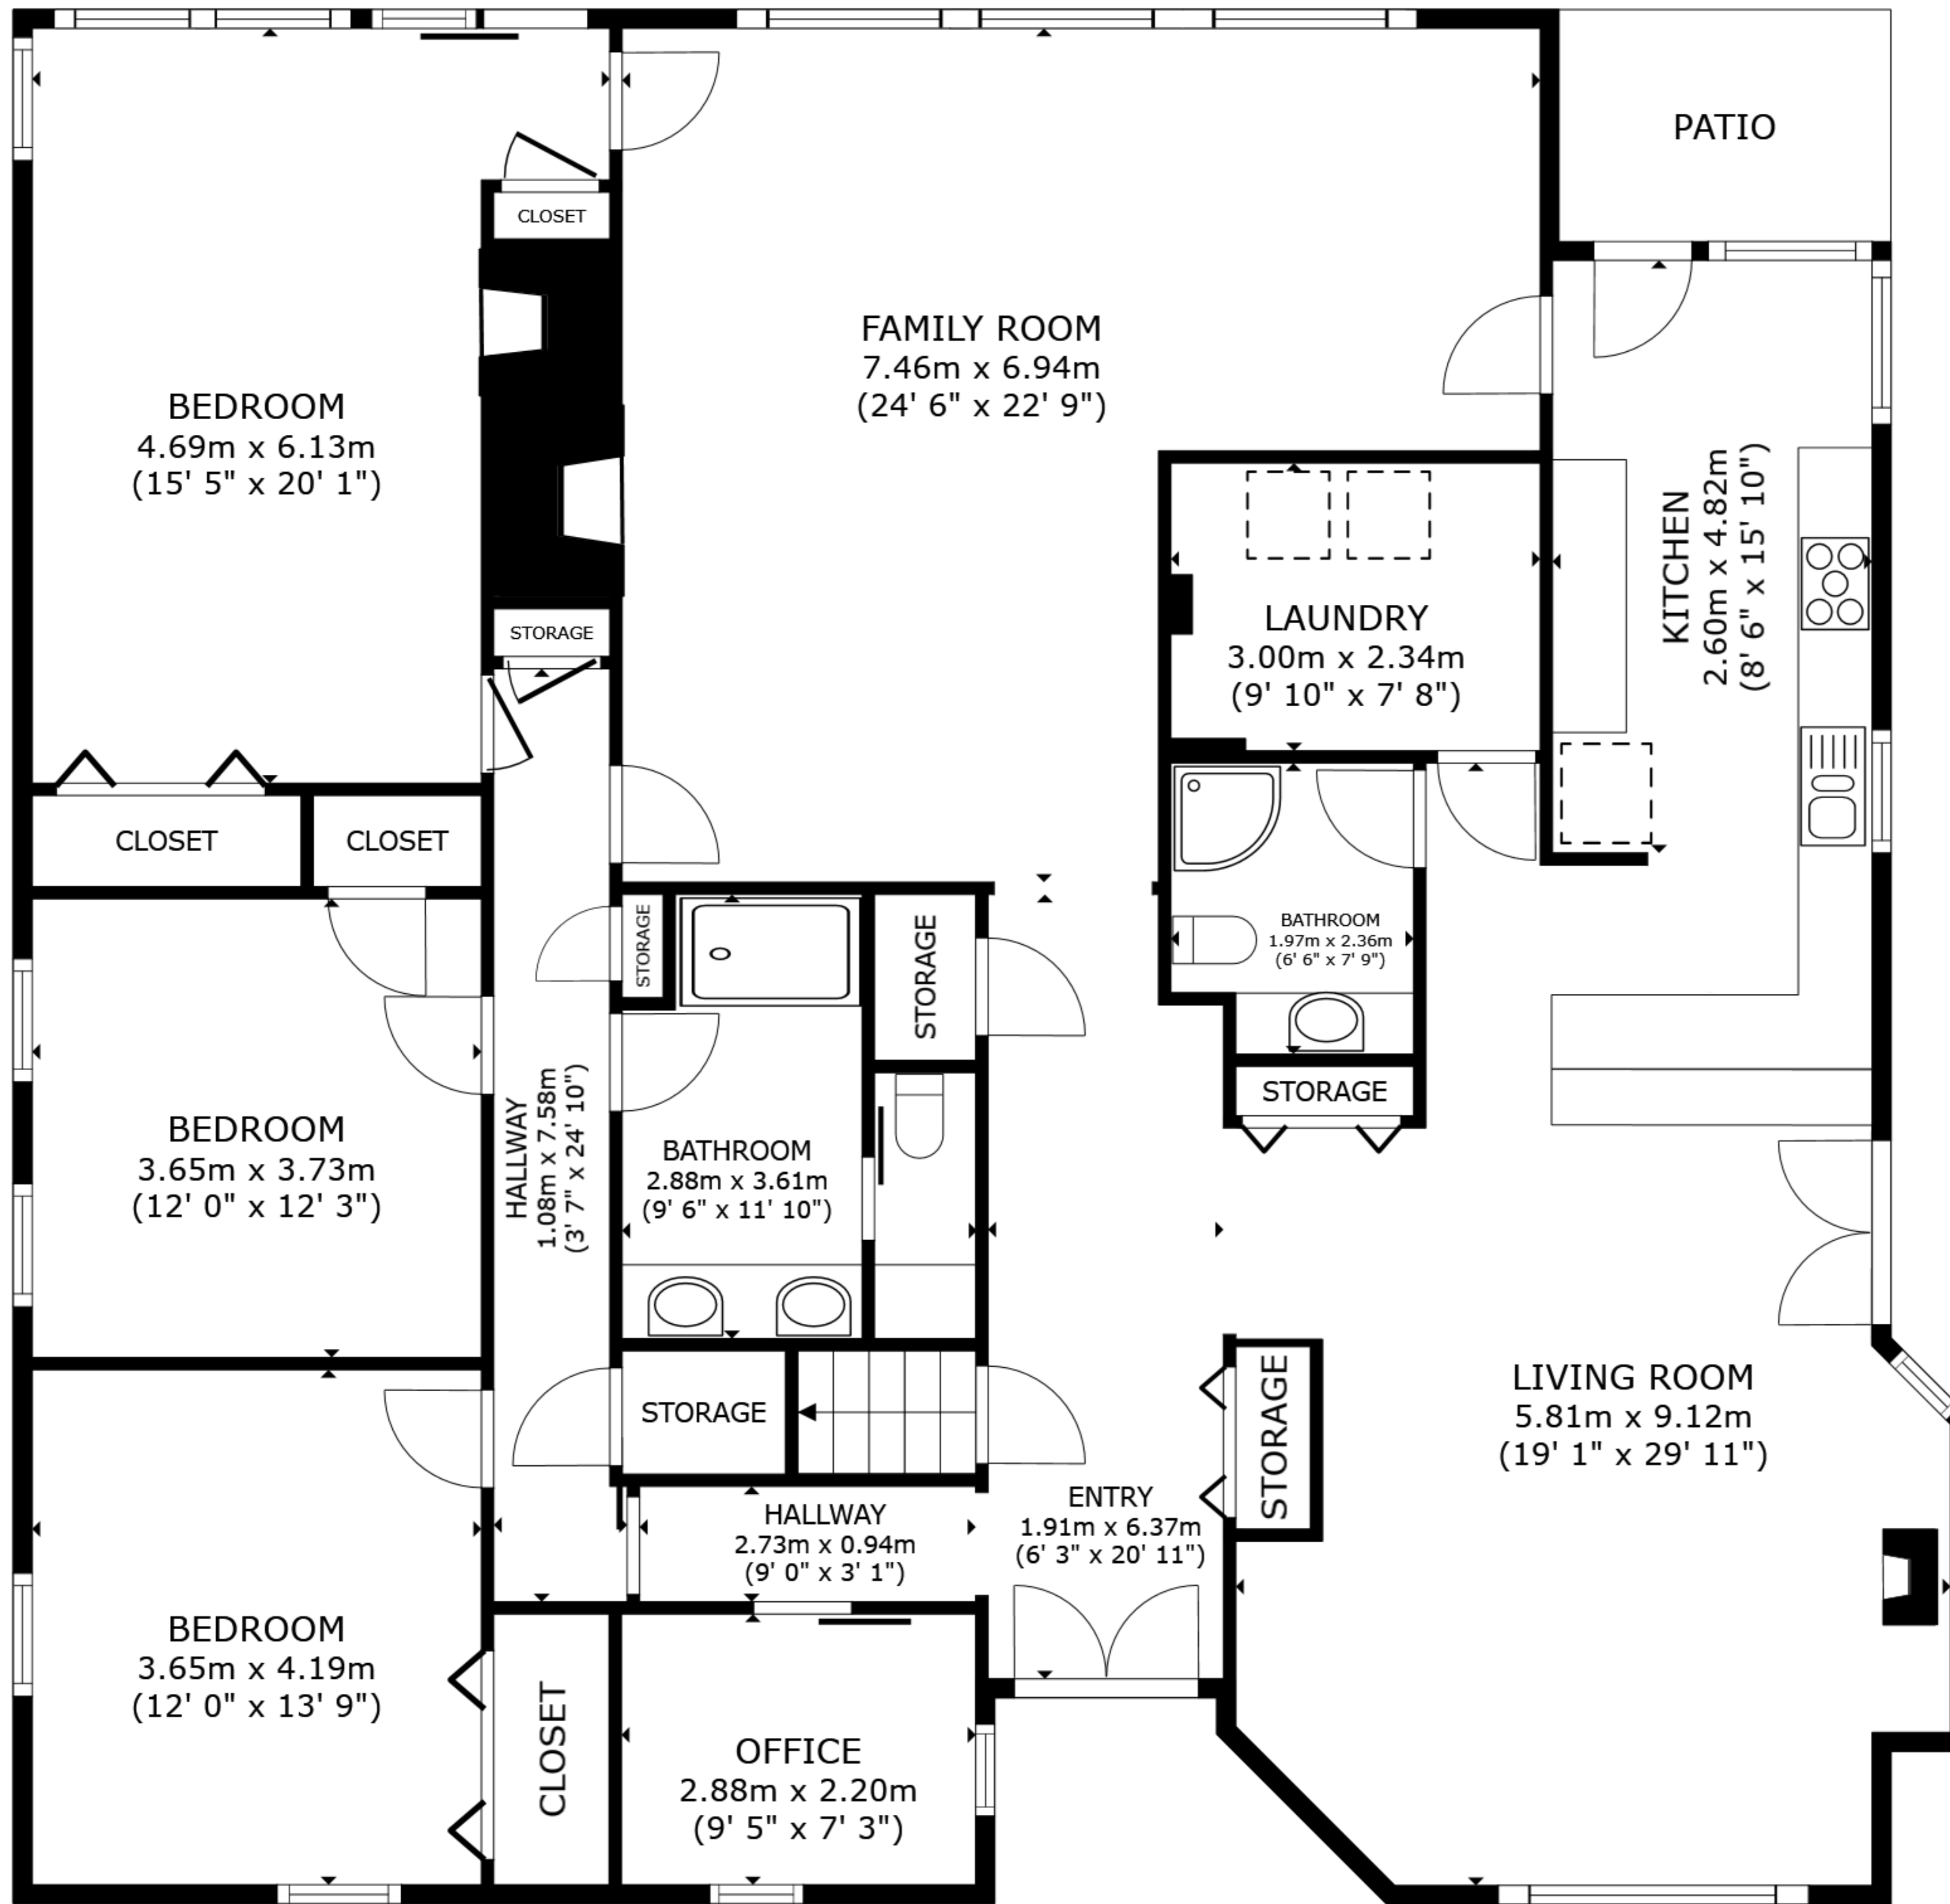 PATIO
CLOSET
FAMILY ROOM
7.46m x 6.94m
(24' 6" x 22' 9")
BEDROOM
4.69m x 6.13m
(15' 5" x 20' 1")
KITCHEN
2.60m x 4.82m
(8' 6" x 15' 10")
STORAGE
LAUNDRY
3.00m x 2.34m
(9' 10" x 7' 8")
CLOSET
CLOSET
STORAGE
STORAGE
BATHROOM
1.97m x 2.36m
(6' 6" x 7' 9")
STORAGE
BEDROOM
3.65m x 3.73m
(12' 0" x 12' 3")
HALLWAY
1.08m x 7.58m
(3' 7" x 24' 10")
BATHROOM
2.88m x 3.61m
(9' 6" x 11' 10")
STORAGE
STORAGE
LIVING ROOM
5.81m x 9.12m
(19' 1" x 29' 11")
HALLWAY
2.73m x 0.94m
(9' 0" x 3' 1")
ENTRY
1.91m x 6.37m
(6' 3" x 20' 11")
BEDROOM
3.65m x 4.19m
(12' 0" x 13' 9")
CLOSET
OFFICE
2.88m x 2.20m
(9' 5" x 7' 3")